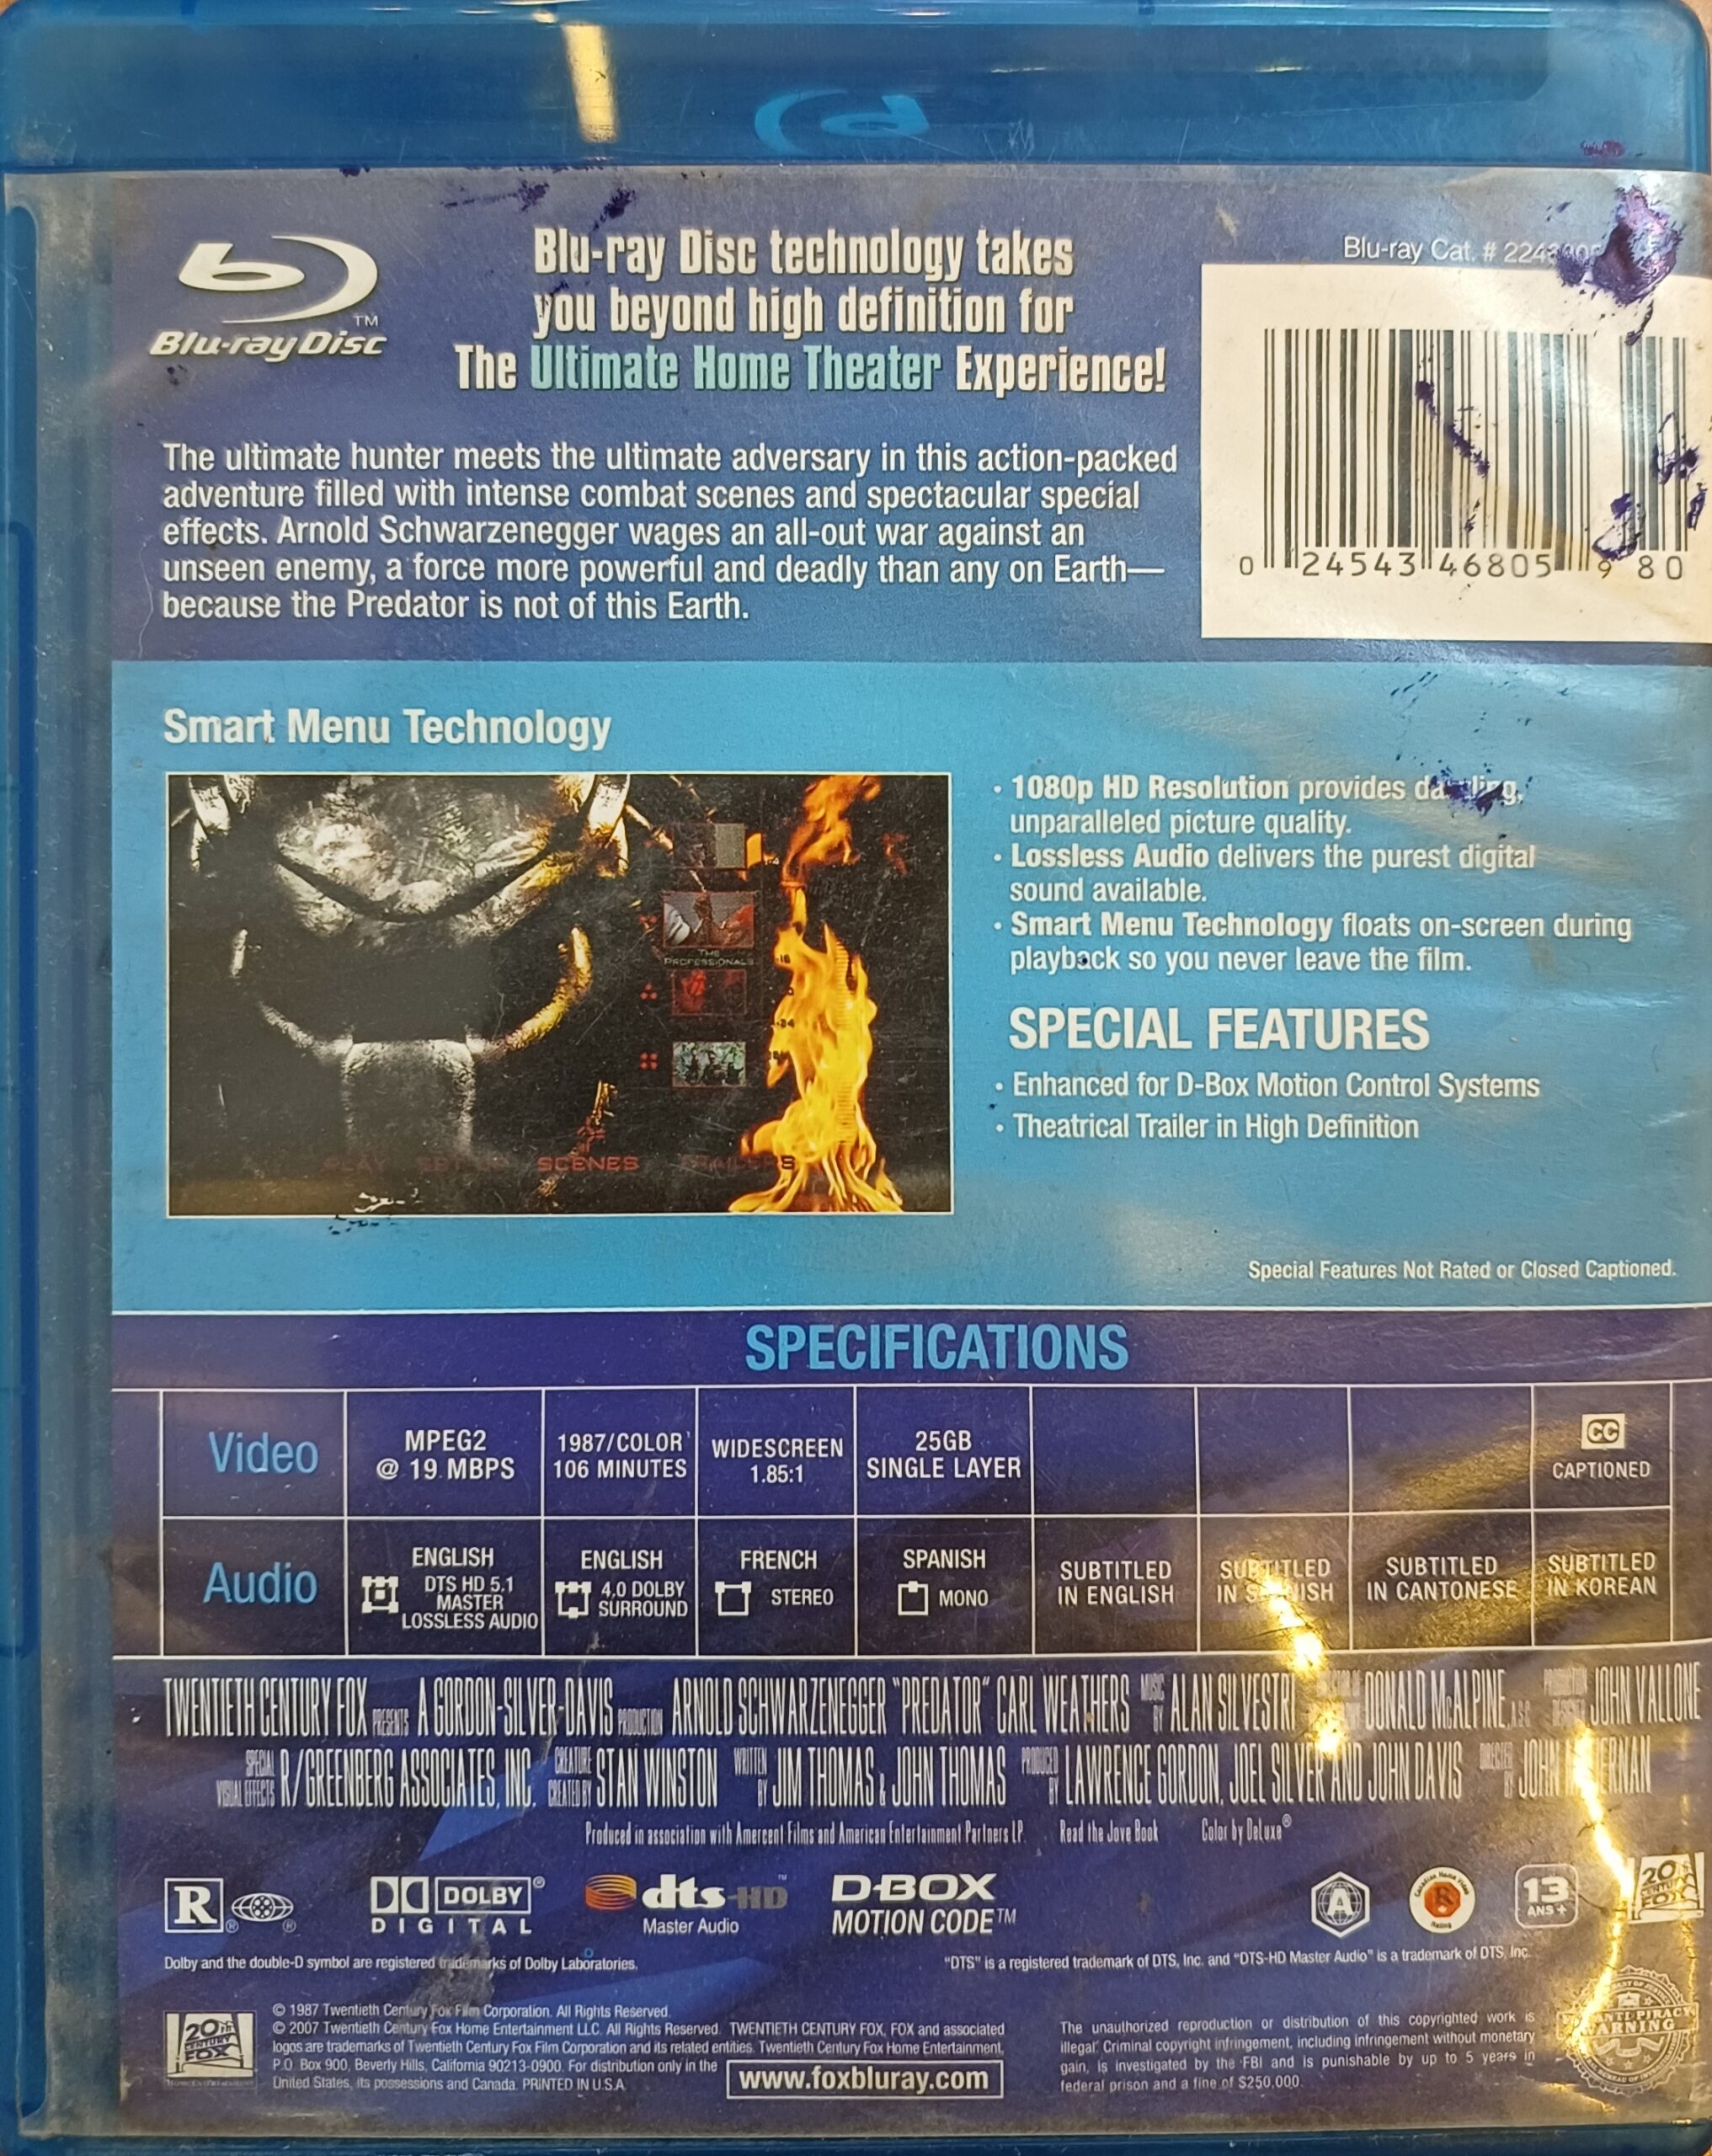 Blu-ray Disc technology takes
you beyond high definition for
The Ultimate Home Theater Experience!
TM
Blu-ray Disc
Blu-ray Cat. #
The ultimate hunter meets the ultimate adversary in this action-packed
adventure filled with intense combat scenes and spectacular special
effects. Arnold Schwarzenegger wages an all-out war against an
unseen enemy, a force more powerful and deadly than any on Earth—
because the Predator is not of this Earth.
0 24543 46805 9 80
Smart Menu Technology
THE
PROFESSIONALS
SCENES
• 1080p HD Resolution provides
unparalleled picture quality.
• Lossless Audio delivers the purest digital
sound available.
• Smart Menu Technology floats on-screen during
playback so you never leave the film.
SPECIAL FEATURES
• Enhanced for D-Box Motion Control Systems
• Theatrical Trailer in High Definition
Special Features Not Rated or Closed Captioned.
SPECIFICATIONS
Video
MPEG2
@ 19 MBPS
1987/COLOR
106 MINUTES
WIDESCREEN
1.85:1
25GB
SINGLE LAYER
CC
CAPTIONED
Audio
ENGLISH
DTS HD 5.1
MASTER
LOSSLESS AUDIO
ENGLISH
4.0 DOLBY
SURROUND
FRENCH
STEREO
SPANISH
MONO
SUBTITLED
IN ENGLISH
SUBTITLED
IN
SUBTITLED
IN CANTONESE
SUBTITLED
IN KOREAN
TWENTIETH CENTURY FOX PRESENTS A GORDON-SILVER-DAVIS PRODUCTION ARNOLD SCHWARZENEGGER "PREDATOR" CARL WEATHERS MUSIC BY ALAN SILVESTRI DONALD McALPINE, A.S.C. PRODUCTION DESIGNER JOHN VALLONE
SPECIAL VISUAL EFFECTS R/GREENBERG ASSOCIATES, INC. CREATURE CREATED BY STAN WINSTON WRITTEN BY JIM THOMAS & JOHN THOMAS PRODUCED BY LAWRENCE GORDON, JOEL SILVER AND JOHN DAVIS DIRECTED BY JOHN
Produced in association with Amercent Films and American Entertainment Partners L.P. Read the Jove Book Color by DeLuxe®
R ® ®
DOLBY®
DIGITAL
dts-HD™
Master Audio
D-BOX
MOTION CODE™
A
R
13
ANS +
20th
CENTURY
FOX
Dolby and the double-D symbol are registered trademarks of Dolby Laboratories.
"DTS" is a registered trademark of DTS, Inc. and "DTS-HD Master Audio" is a trademark of DTS, Inc.
20th
CENTURY
FOX
HOME ENTERTAINMENT
© 1987 Twentieth Century Fox Film Corporation. All Rights Reserved.
© 2007 Twentieth Century Fox Home Entertainment LLC. All Rights Reserved. TWENTIETH CENTURY FOX, FOX and associated
logos are trademarks of Twentieth Century Fox Film Corporation and its related entities. Twentieth Century Fox Home Entertainment,
P.O. Box 900, Beverly Hills, California 90213-0900. For distribution only in the
United States, its possessions and Canada. PRINTED IN U.S.A.
www.foxbluray.com
The unauthorized reproduction or distribution of this copyrighted work is
illegal. Criminal copyright infringement, including infringement without monetary
gain, is investigated by the FBI and is punishable by up to 5 years in
federal prison and a fine of $250,000.
ANTI-PIRACY
WARNING